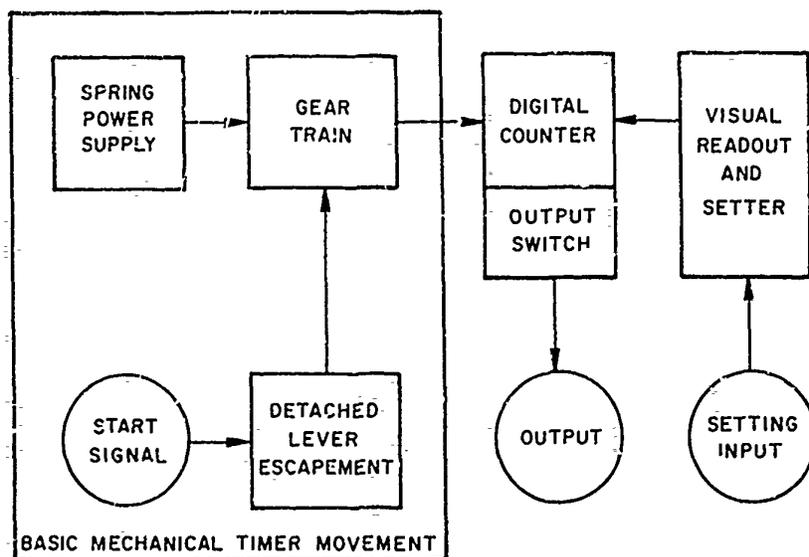 SPRING
POWER
SUPPLY
GEAR
TRAIN
DIGITAL
COUNTER
OUTPUT
SWITCH
VISUAL
READOUT
AND
SETTER
START
SIGNAL
DETACHED
LEVER
ESCAPEMENT
OUTPUT
SETTING
INPUT
BASIC MECHANICAL TIMER MOVEMENT